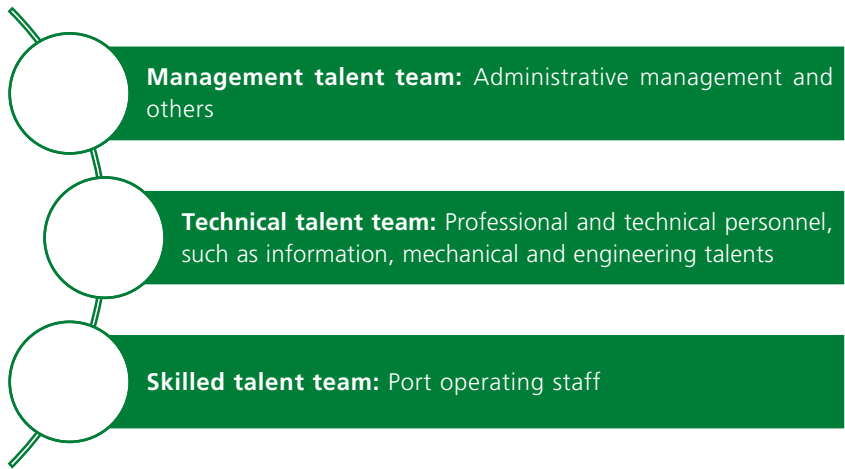 Management talent team: Administrative management and
others
Technical talent team: Professional and technical personnel,
such as information, mechanical and engineering talents
Skilled talent team: Port operating staff